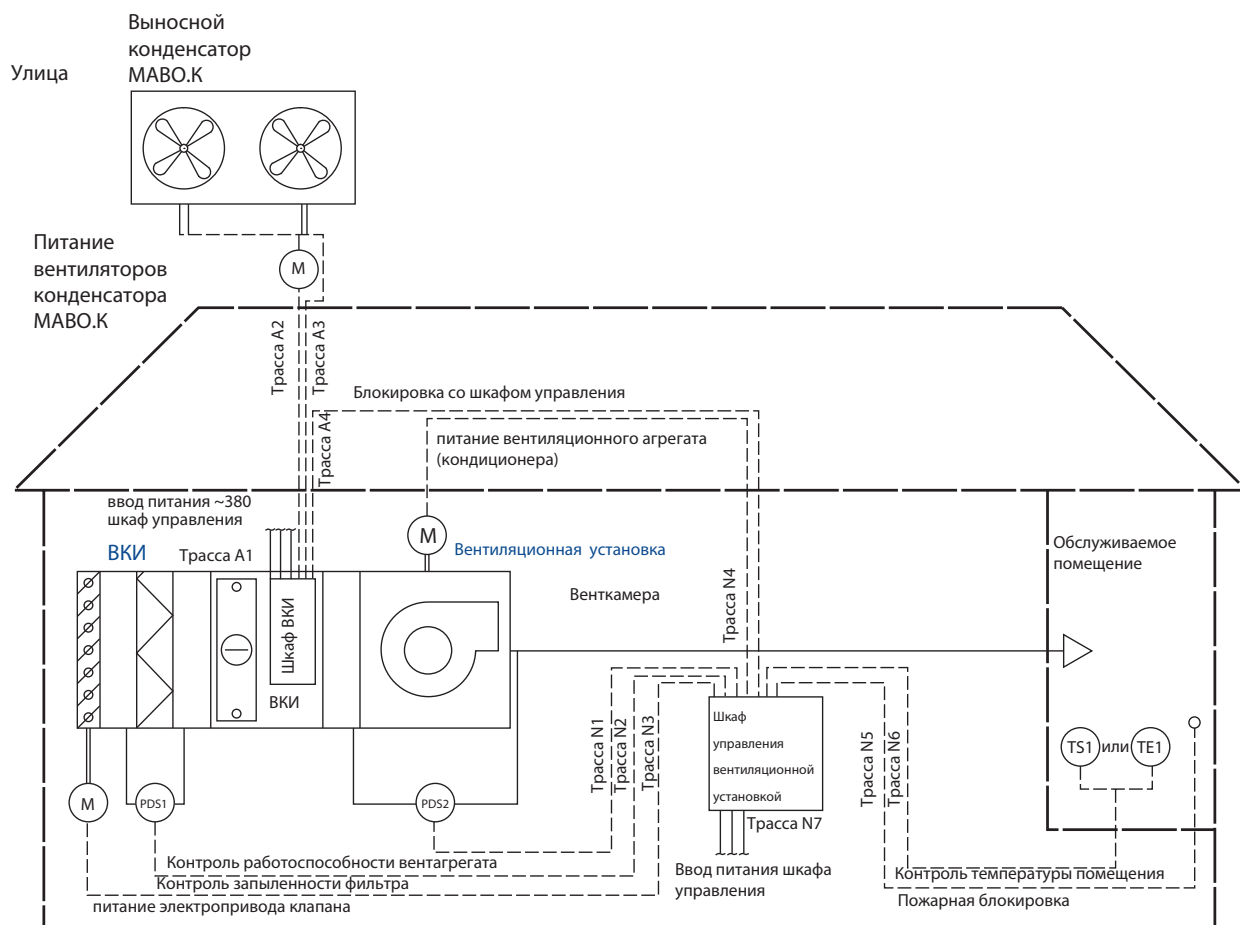 Выносной
конденсатор
МАВО.К
Улица
Питание
вентиляторов
конденсатора
МАВО.К
М
Трасса А2
Трасса А3
Трасса А4
Блокировка со шкафом управления
питание вентиляционного агрегата
(кондиционера)
ввод питания ~380
шкаф управления
ВКИ
Трасса А1
М
Вентиляционная установка
Венткамера
Обслуживаемое
помещение
Шкаф ВКИ
ВКИ
Трасса N4
Шкаф
управления
вентиляционной
установкой
Трасса N1
Трасса N2
Трасса N3
Трасса N5
Трасса N6
TS1
или
TE1
М
PDS1
PDS2
Трасса N7
Ввод питания шкафа
управления
Контроль работоспособности вентагрегата
Контроль запыленности фильтра
питание электропривода клапана
Контроль температуры помещения
Пожарная блокировка